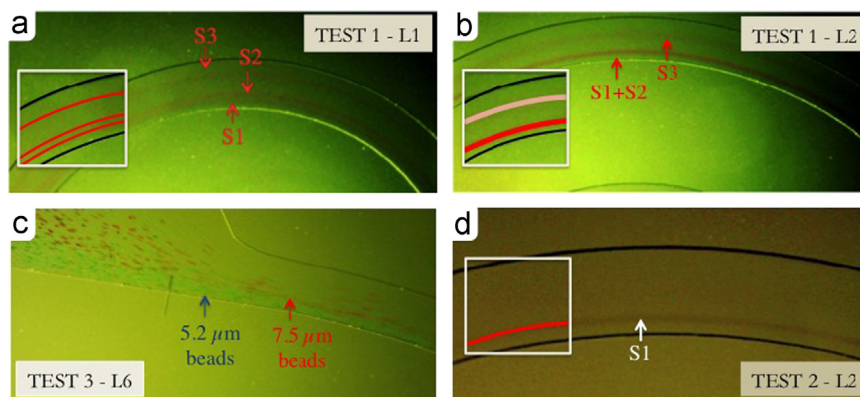 a
TEST 1 - L1
S3
S2
S1
b
TEST 1 - L2
S3
S1+S2
c
5.2 µm
beads
7.5 µm
beads
TEST 3 - L6
d
S1
TEST 2 - L2